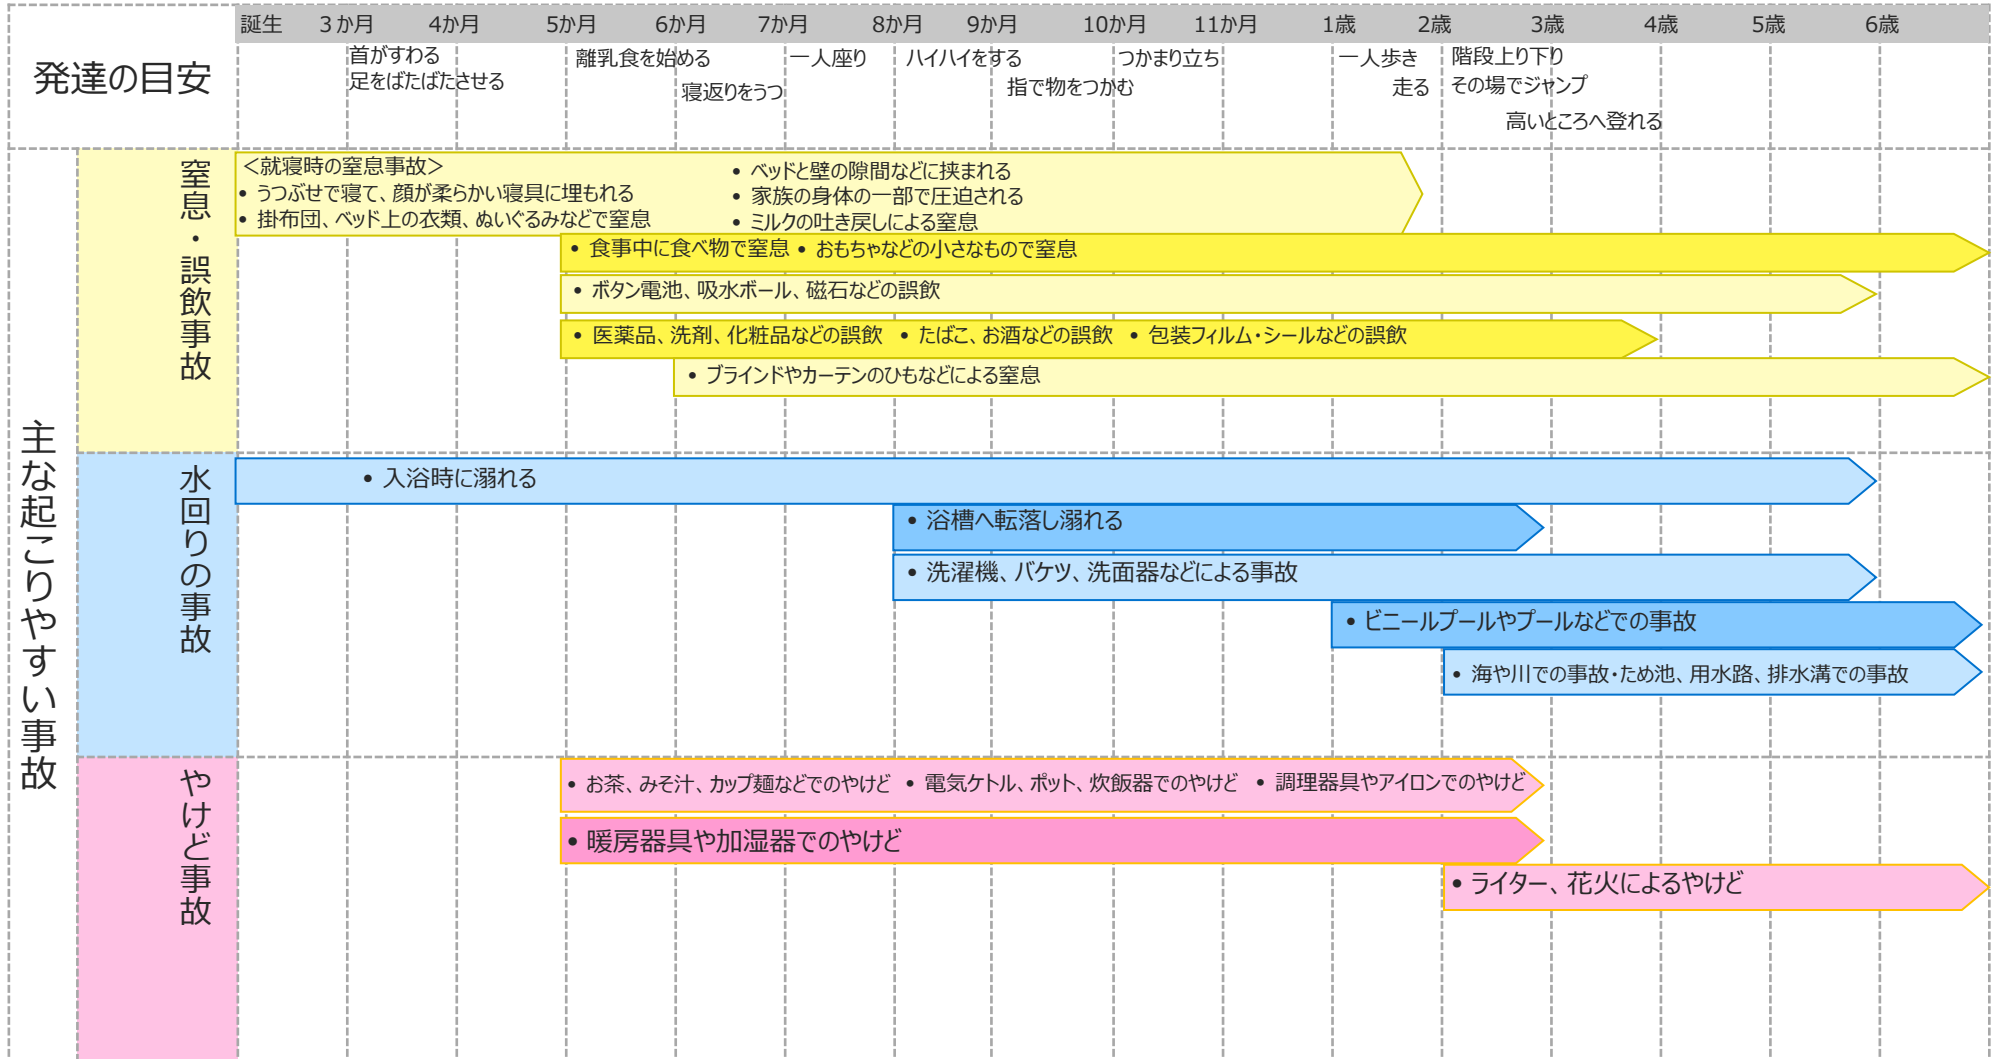 誕生 3か月 4か月 5か月 6か月 7か月 8か月 9か月 10か月 11か月 1歳 2歳 3歳 4歳 5歳 6歳
発達の目安
首がすわる
足をばたばたさせる
離乳食を始める
寝返りをうつ
一人座り
ハイハイをする
指で物をつかむ
つかまり立ち
一人歩き
走る
階段上り下り
その場でジャンプ
高いところへ登れる
主な起こりやすい事故
窒息・誤飲事故
<就寝時の窒息事故>
• うつぶせで寝て、顔が柔らかい寝具に埋もれる
• 掛布団、ベッド上の衣類、ぬいぐるみなどで窒息
• ベッドと壁の隙間などに挟まれる
• 家族の身体の一部で圧迫される
• ミルクの吐き戻しによる窒息
• 食事中に食べ物で窒息 • おもちゃなどの小さなもので窒息
• ボタン電池、吸水ボール、磁石などの誤飲
• 医薬品、洗剤、化粧品などの誤飲 • たばこ、お酒などの誤飲 • 包装フィルム・シールなどの誤飲
• ブラインドやカーテンのひもなどによる窒息
水回りの事故
• 入浴時に溺れる
• 浴槽へ転落し溺れる
• 洗濯機、バケツ、洗面器などによる事故
• ビニールプールやプールなどでの事故
• 海や川での事故・ため池、用水路、排水溝での事故
やけど事故
• お茶、みそ汁、カップ麺などでのやけど • 電気ケトル、ポット、炊飯器でのやけど • 調理器具やアイロンでのやけど
• 暖房器具や加湿器でのやけど
• ライター、花火によるやけど